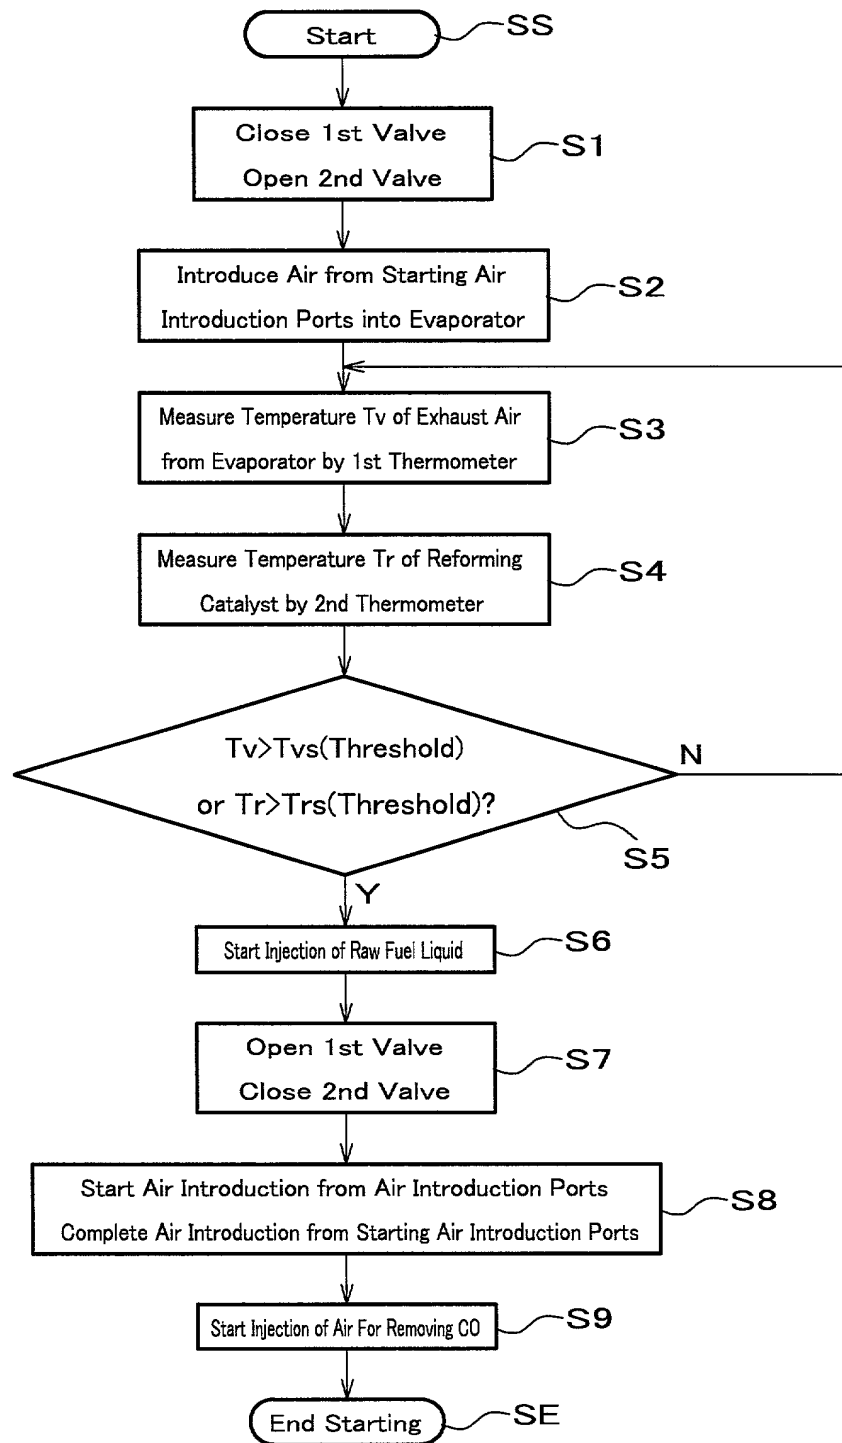 Start
SS
Close 1st Valve
Open 2nd Valve
S1
Introduce Air from Starting Air
Introduction Ports into Evaporator
S2
Measure Temperature Tv of Exhaust Air
from Evaporator by 1st Thermometer
S3
Measure Temperature Tr of Reforming
Catalyst by 2nd Thermometer
S4
Tv>Tvs(Threshold)
or Tr>Trs(Threshold)?
N
S5
Y
Start Injection of Raw Fuel Liquid
S6
Open 1st Valve
Close 2nd Valve
S7
Start Air Introduction from Air Introduction Ports
Complete Air Introduction from Starting Air Introduction Ports
S8
Start Injection of Air For Removing CO
S9
End Starting
SE